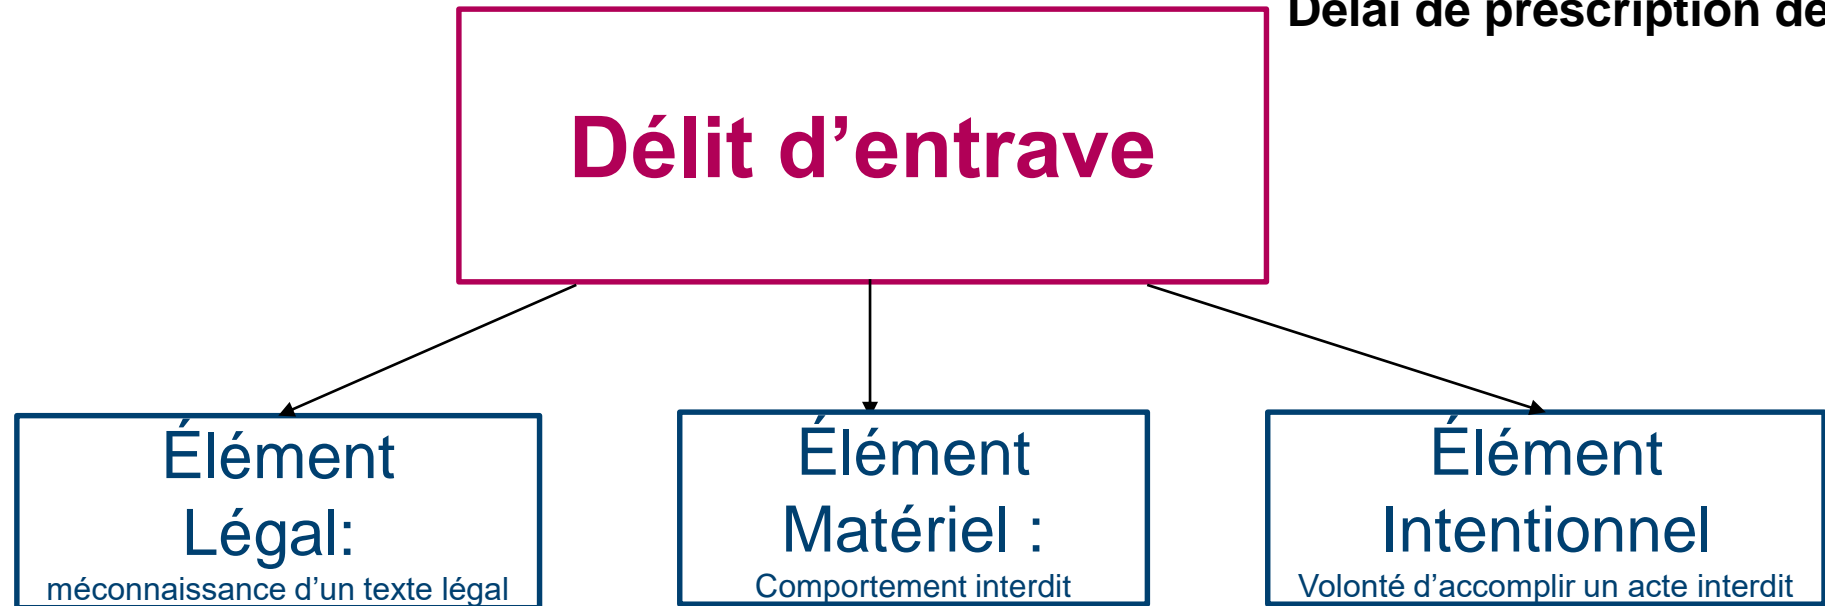 Délai de prescription de
Délit d’entrave
Élément
Légal:
méconnaissance d’un texte légal
Élément
Matériel :
Comportement interdit
Élément
Intentionnel
Volonté d’accomplir un acte interdit